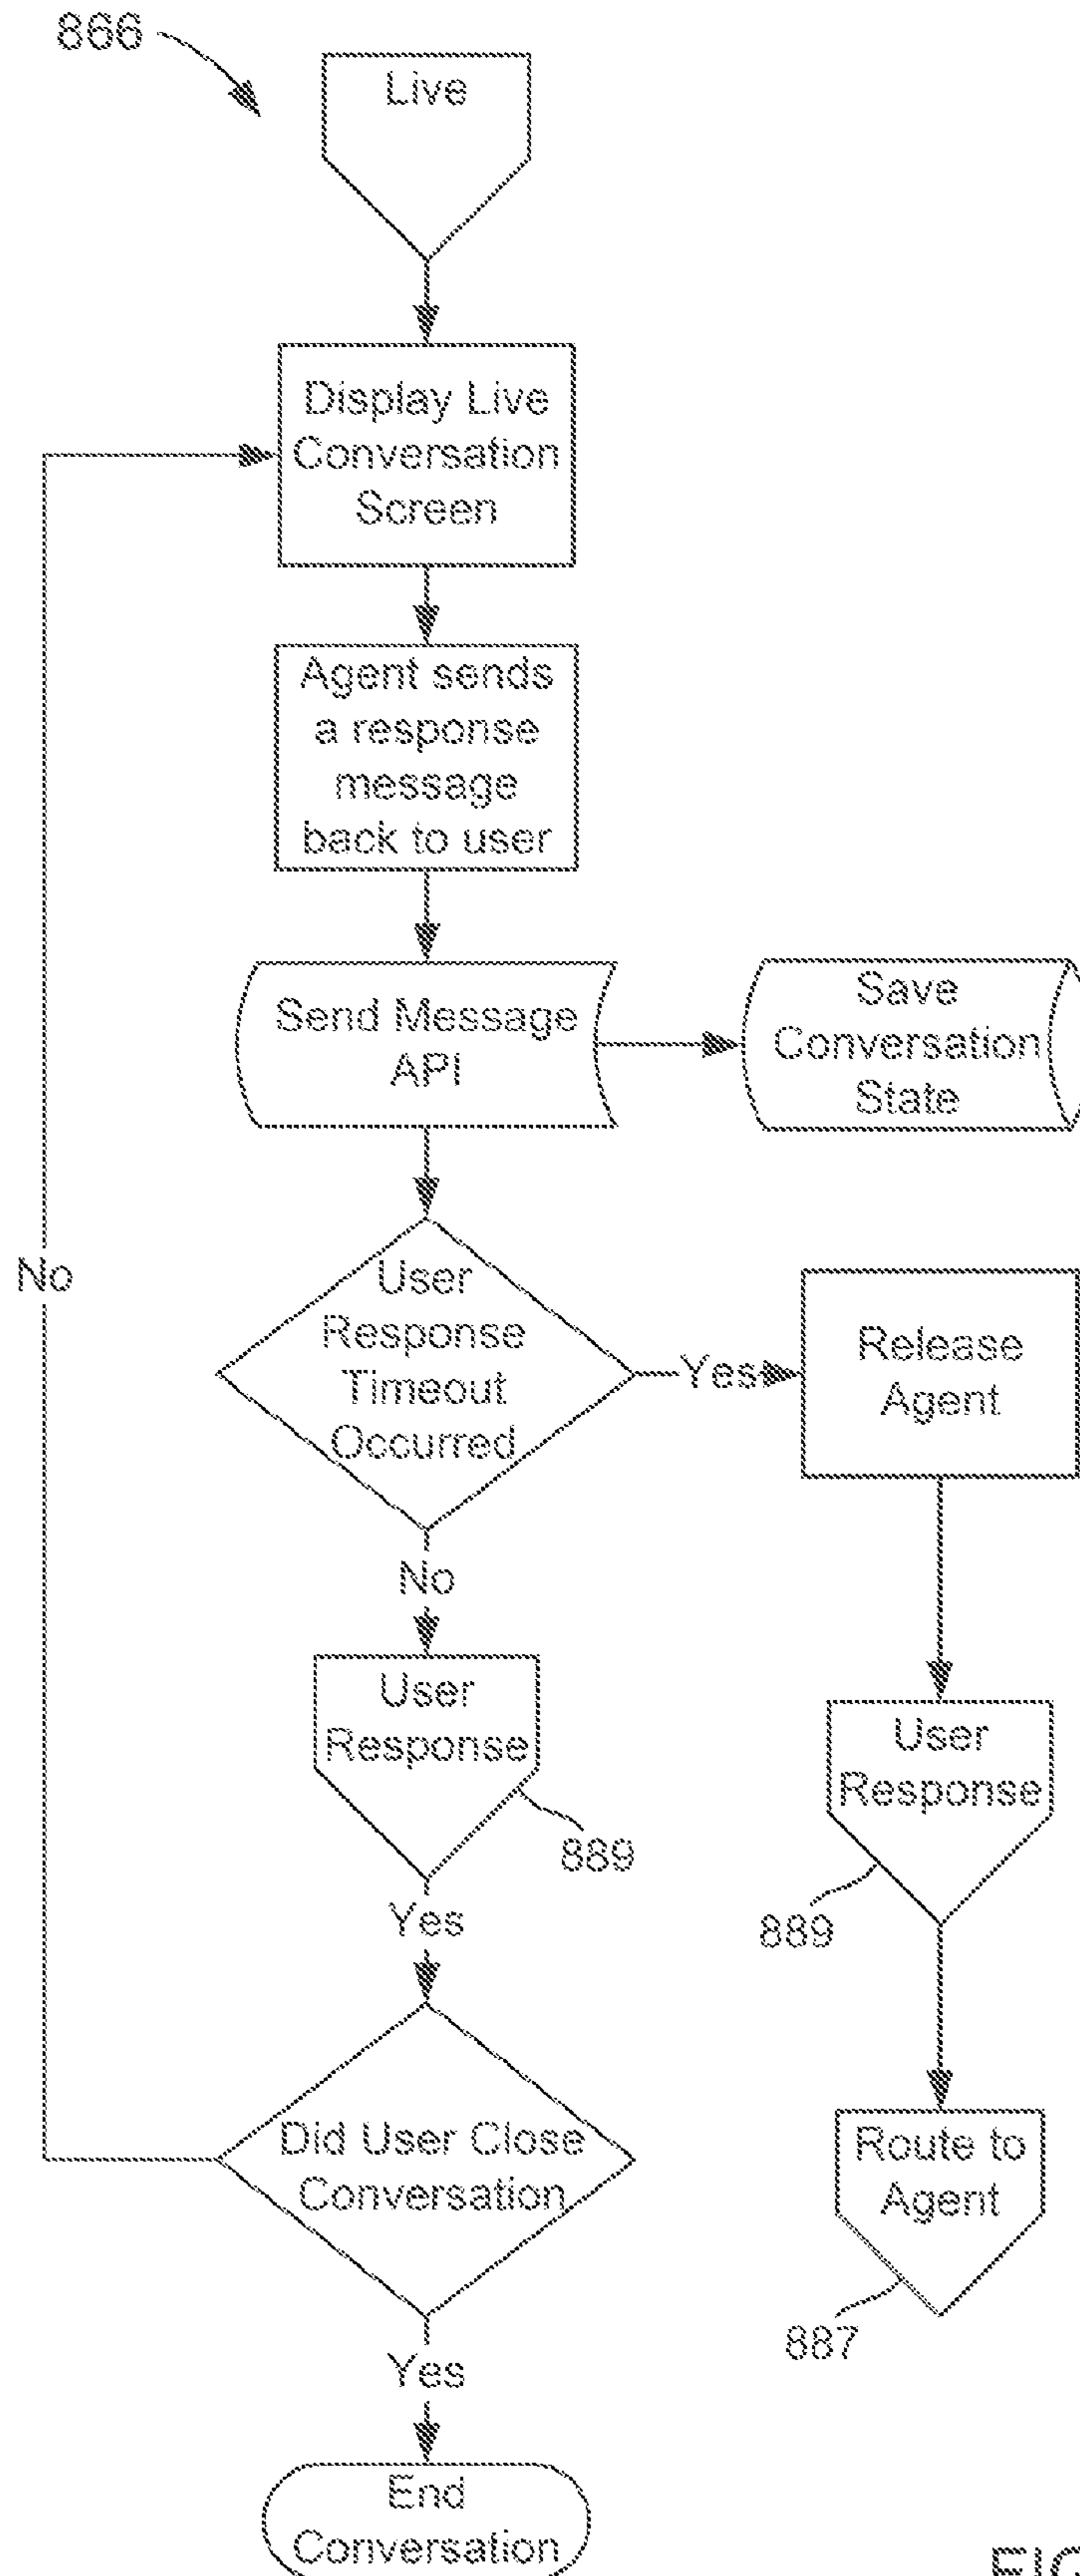 866
Live
Display Live
Conversation
Screen
Agent sends
a response
message
back to user
Send Message
API
Save
Conversation
State
User
Response
Timeout
Occurred
Yes
Release
Agent
No
No
User
Response
889
User
Response
889
Yes
Did User Close
Conversation
Route to
Agent
887
Yes
End
Conversation